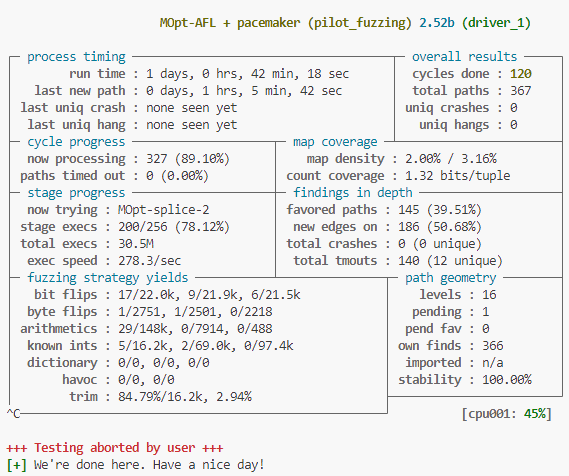 MOpt-AFL + pacemaker (pilot_fuzzing) 2.52b (driver_1)
process timing
run time : 1 days, 0 hrs, 42 min, 18 sec
last new path : 0 days, 1 hrs, 5 min, 42 sec
last uniq crash : none seen yet
last uniq hang : none seen yet
overall results
cycles done : 120
total paths : 367
uniq crashes : 0
uniq hangs : 0
cycle progress
now processing : 327 (89.10%)
paths timed out : 0 (0.00%)
map coverage
map density : 2.00% / 3.16%
count coverage : 1.32 bits/tuple
stage progress
now trying : MOpt-splice-2
stage execs : 200/256 (78.12%)
total execs : 30.5M
exec speed : 278.3/sec
findings in depth
favored paths : 145 (39.51%)
new edges on : 186 (50.68%)
total crashes : 0 (0 unique)
total tmouts : 140 (12 unique)
fuzzing strategy yields
bit flips : 17/22.0k, 9/21.9k, 6/21.5k
byte flips : 1/2751, 1/2501, 0/2218
arithmetics : 29/148k, 0/7914, 0/488
known ints : 5/16.2k, 2/69.0k, 0/97.4k
dictionary : 0/0, 0/0, 0/0
havoc : 0/0, 0/0
trim : 84.79%/16.2k, 2.94%
path geometry
levels : 16
pending : 1
pend fav : 0
own finds : 366
imported : n/a
stability : 100.00%
^C
[cpu001: 45%]
+++ Testing aborted by user +++
[+] We're done here. Have a nice day!